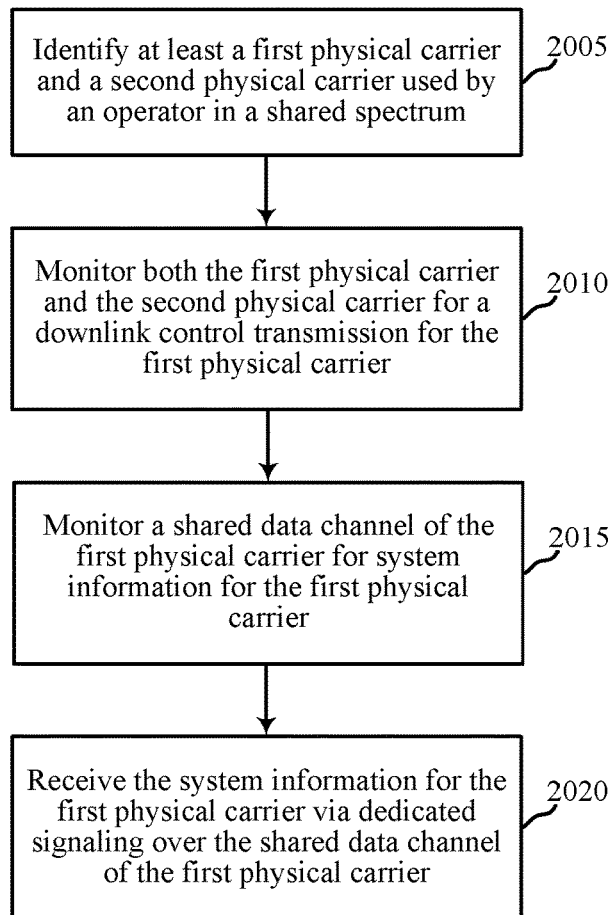 Identify at least a first physical carrier
and a second physical carrier used by
an operator in a shared spectrum
2005
Monitor both the first physical carrier
and the second physical carrier for a
downlink control transmission for the
first physical carrier
2010
Monitor a shared data channel of the
first physical carrier for system
information for the first physical
carrier
2015
Receive the system information for the
first physical carrier via dedicated
signaling over the shared data channel
of the first physical carrier
2020